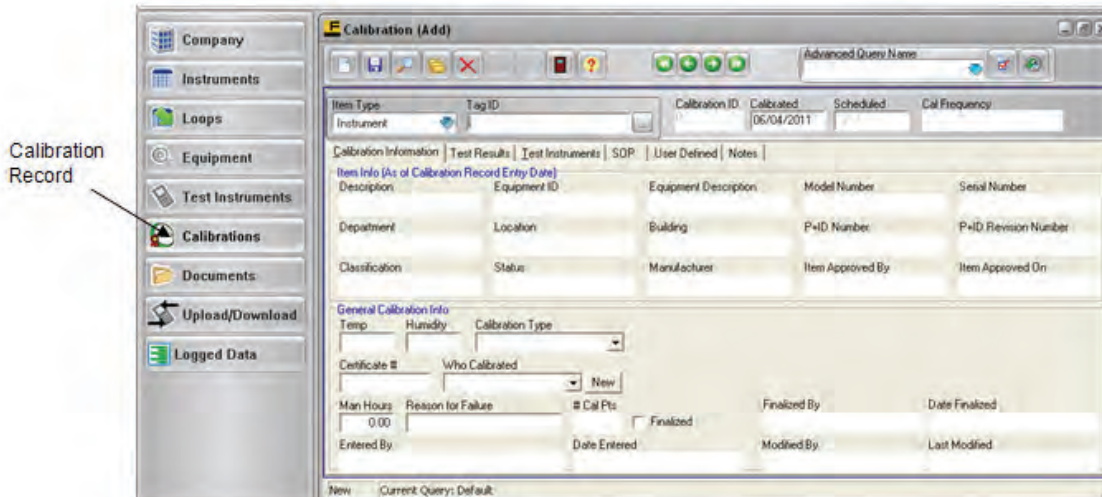 Calibration (Add)
Company
Instruments
Loops
Equipment
Test Instruments
Calibrations
Documents
Upload/Download
Logged Data
Calibration
Record
Advanced Query Name
Item Type
Tag ID
Calibration ID
Calibrated
Scheduled
Cal Frequency
Instrument
...
06/04/2011
Calibration Information
Test Results
Test Instruments
SOP
User Defined
Notes
Item Info (As of Calibration Record Entry Date)
Description
Equipment ID
Equipment Description
Model Number
Serial Number
Department
Location
Building
P+ID Number
P+ID Revision Number
Classification
Status
Manufacturer
Item Approved By
Item Approved On
General Calibration Info
Temp
Humidity
Calibration Type
Certificate #
Who Calibrated
New
Man Hours
Reason for Failure
# Cal Pts
Finalized By
Date Finalized
0.00
Finalized
Entered By
Date Entered
Modified By
Last Modified
New
Current Query: Default